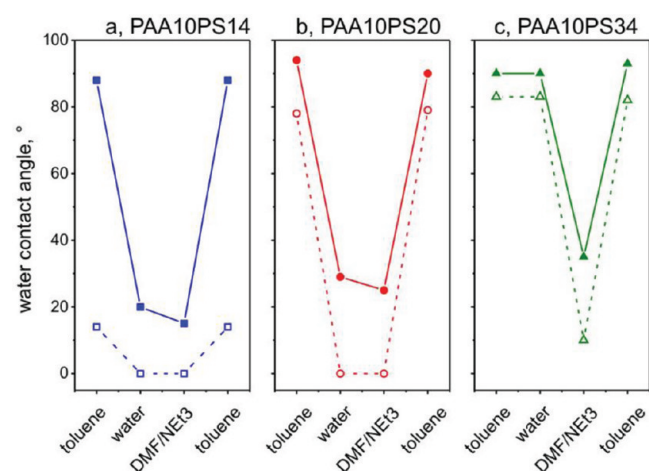 a, PAA10PS14
b, PAA10PS20
c, PAA10PS34
water contact angle, °
100
80
60
40
20
0
toluene
water
DMF/NEt3
toluene
toluene
water
DMF/NEt3
toluene
toluene
water
DMF/NEt3
toluene